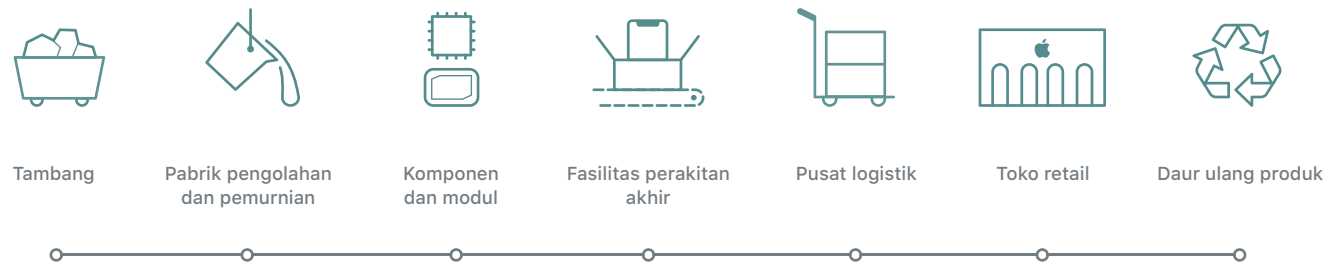 Tambang
Pabrik pengolahan
dan pemurnian
Komponen
dan modul
Fasilitas perakitan
akhir
Pusat logistik
Toko retail
Daur ulang produk